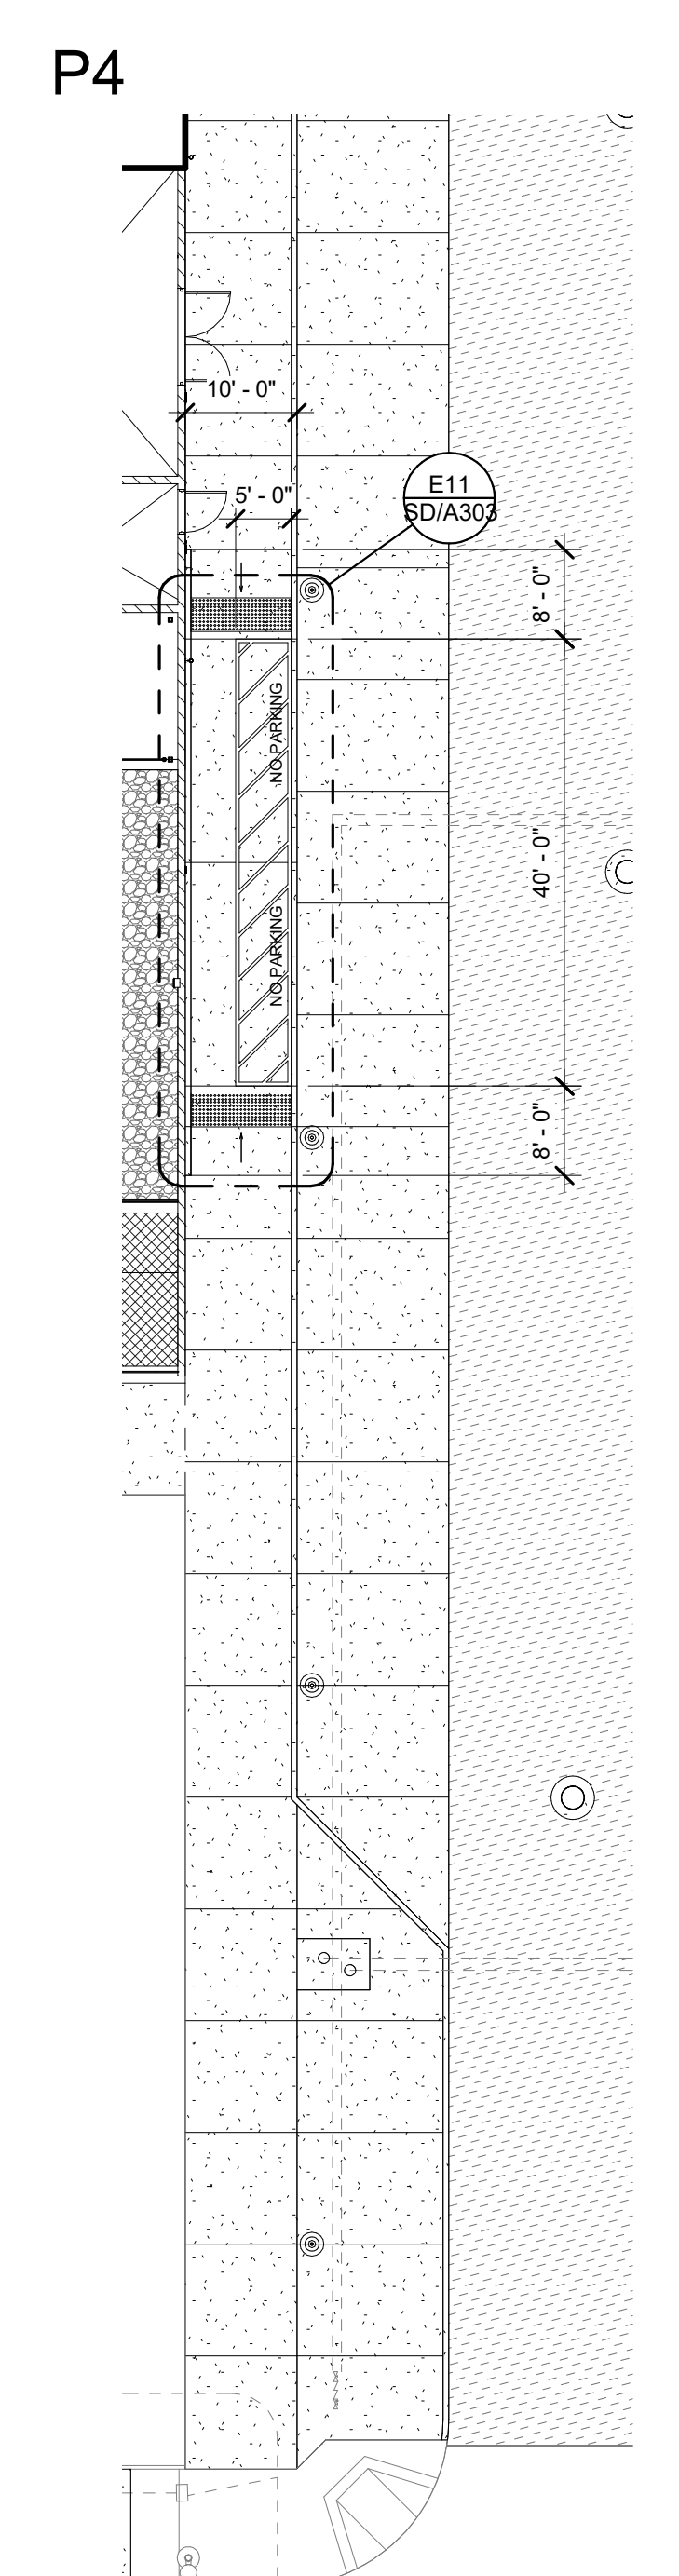 P4
10' - 0"
5' - 0"
E11
SD/A303
8' - 0"
NO PARKING
40' - 0"
NO PARKING
8' - 0"